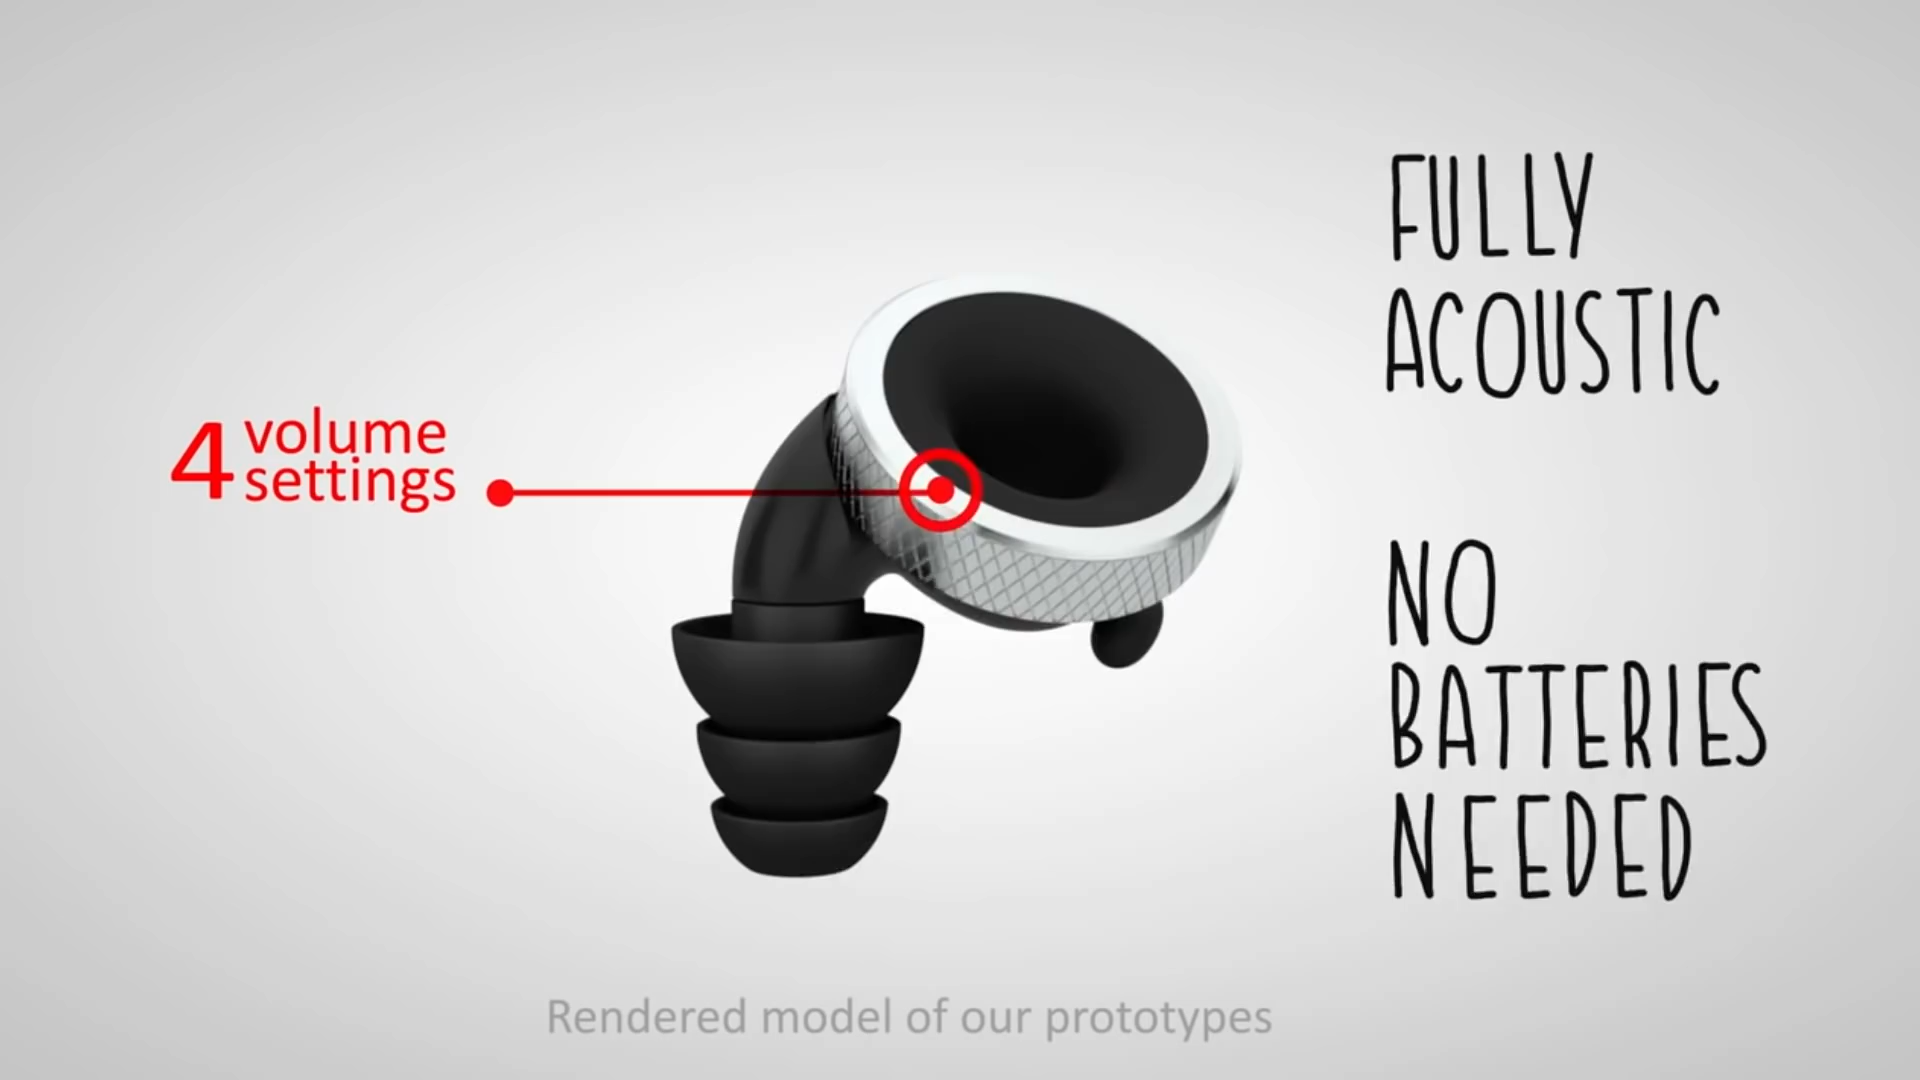 4 volume
settings
FULLY
ACOUSTIC
NO
BATTERIES
NEEDED
Rendered model of our prototypes